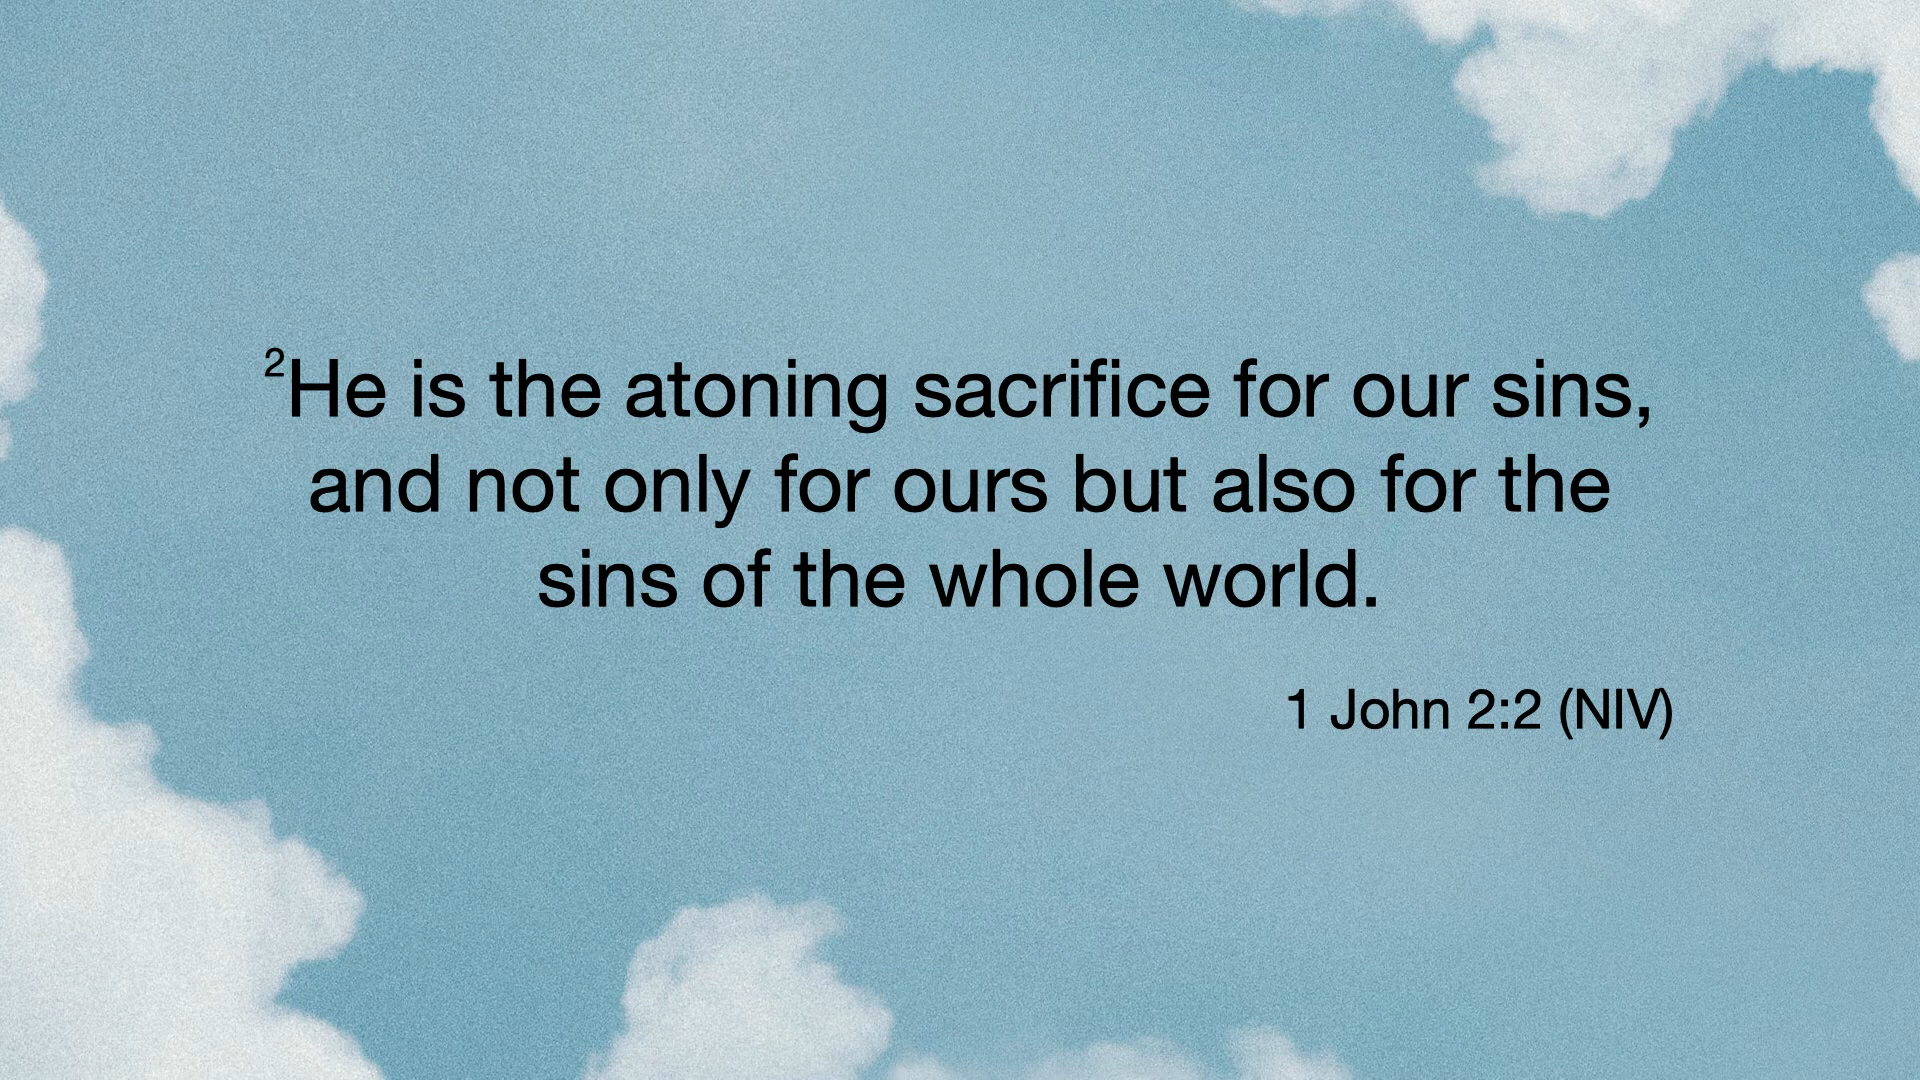 ²He is the atoning sacrifice for our sins,
and not only for ours but also for the
sins of the whole world.
1 John 2:2 (NIV)